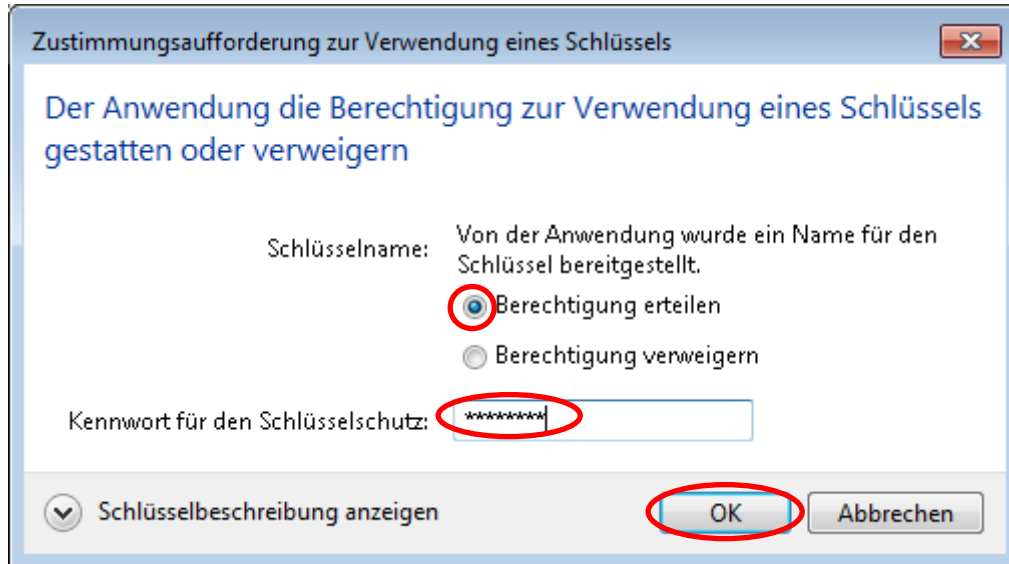 Zustimmungsaufforderung zur Verwendung eines Schlüssels
Der Anwendung die Berechtigung zur Verwendung eines Schlüssels
gestatten oder verweigern
Schlüsselname:
Von der Anwendung wurde ein Name für den
Schlüssel bereitgestellt.
Berechtigung erteilen
Berechtigung verweigern
Kennwort für den Schlüsselschutz: ********
Schlüsselbeschreibung anzeigen
OK
Abbrechen